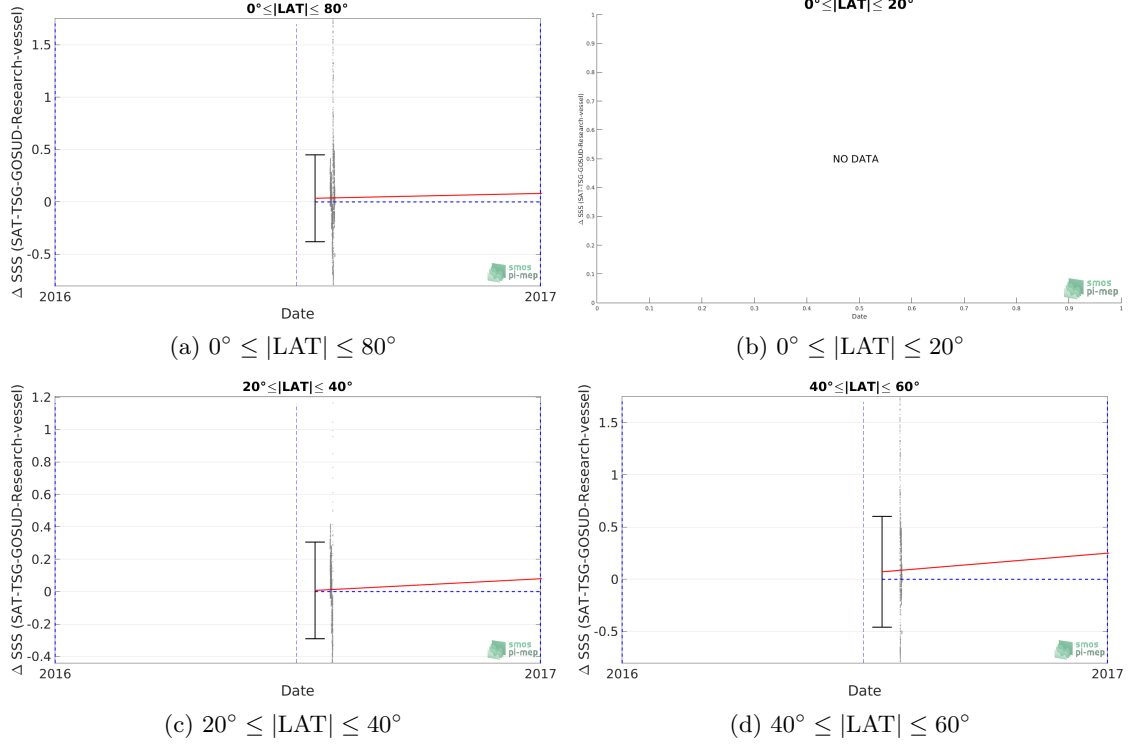 0°≤|LAT|≤ 80°
Δ SSS (SAT-TSG-GOSUD-Research-vessel)
1.5
1
0.5
0
-0.5
2016
2017
Date
smos
pi-mep
(a) 0° ≤ |LAT| ≤ 80°
0°≤|LAT|≤ 20°
Δ SSS (SAT-TSG-GOSUD-Research-vessel)
1
0.9
0.8
0.7
0.6
0.5
0.4
0.3
0.2
0.1
0
NO DATA
0
0.1
0.2
0.3
0.4
0.5
0.6
0.7
0.8
0.9
1
Date
smos
pi-mep
(b) 0° ≤ |LAT| ≤ 20°
20°≤|LAT|≤ 40°
Δ SSS (SAT-TSG-GOSUD-Research-vessel)
1.2
1
0.8
0.6
0.4
0.2
0
-0.2
-0.4
2016
2017
Date
smos
pi-mep
(c) 20° ≤ |LAT| ≤ 40°
40°≤|LAT|≤ 60°
Δ SSS (SAT-TSG-GOSUD-Research-vessel)
1.5
1
0.5
0
-0.5
2016
2017
Date
smos
pi-mep
(d) 40° ≤ |LAT| ≤ 60°